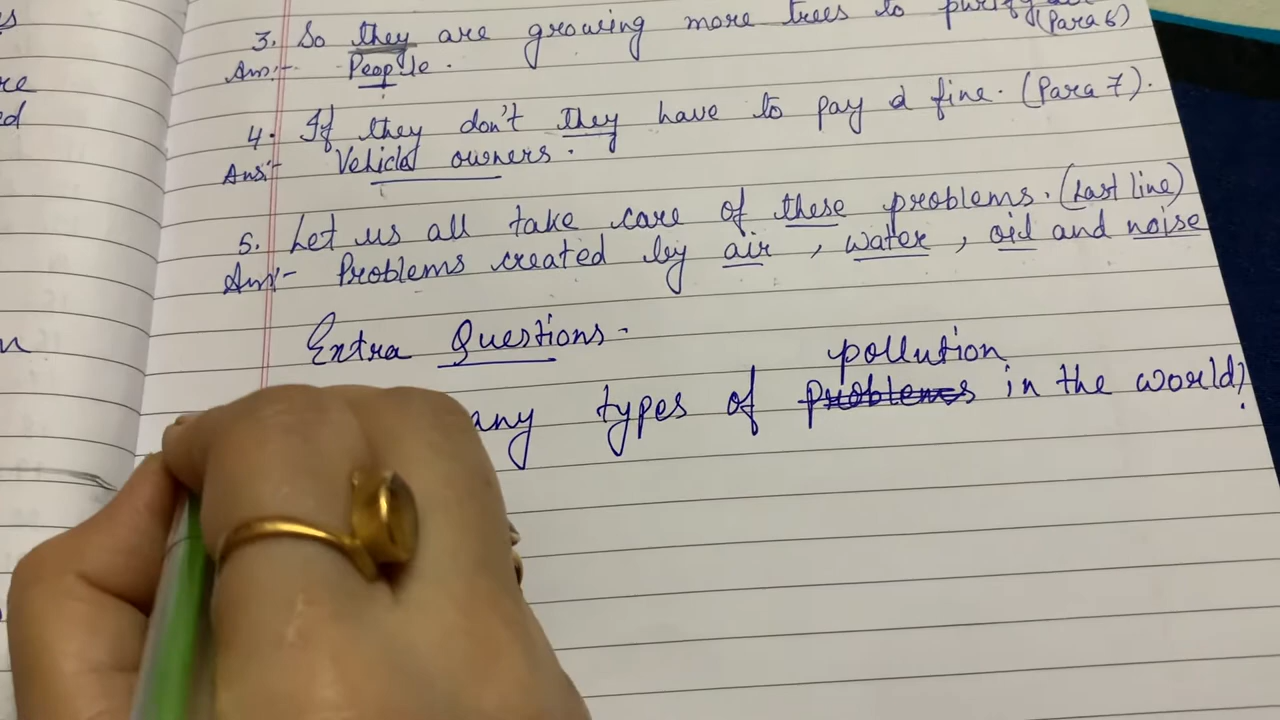 s
re
ed
n
3. So they are growing more trees to
(Para 6)
Ans:- People.
4. If they don't they have to pay a fine. (Para 7).
Ans:- Vehicle owners.
5. Let us all take care of these problems. (Last line)
Ans:- Problems created by air, water, oil and noise
Extra Questions.
pollution
any types of problems in the world?